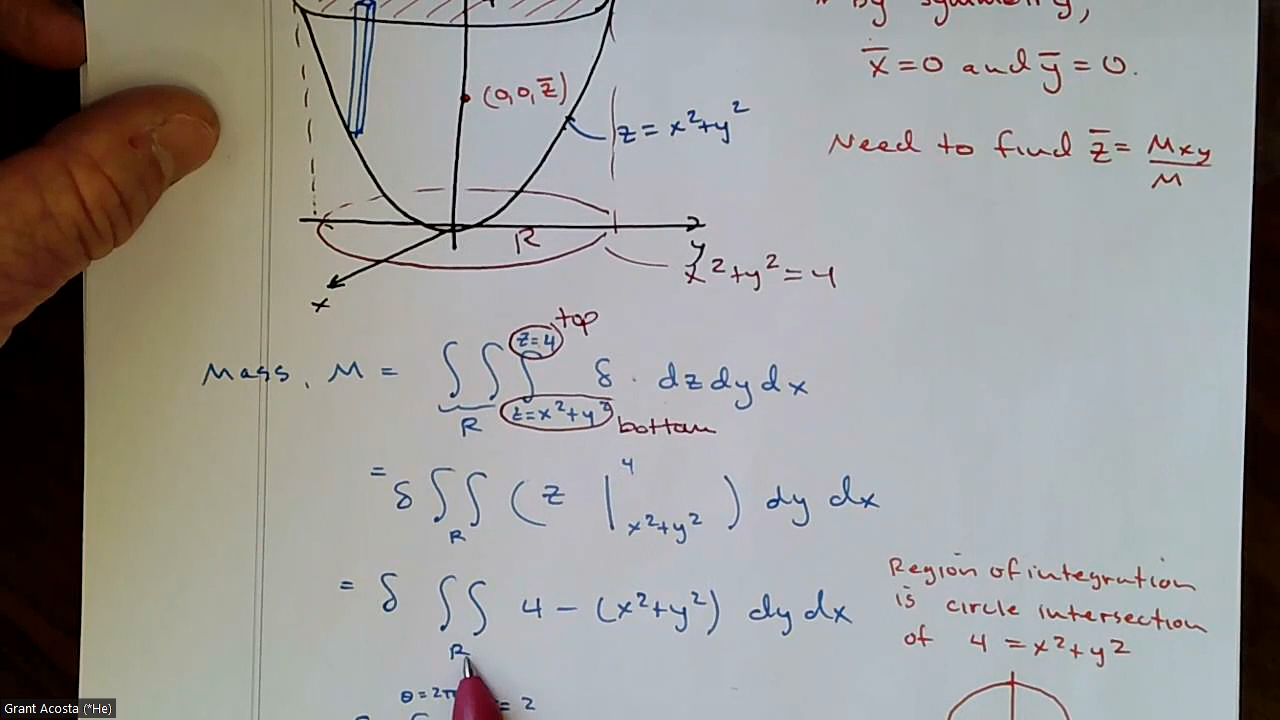 By symmetry,
x̄ = 0 and ȳ = 0.
(0,0,z̄)
z = x²+y²
Need to find z̄ = Mxy / M
R
y
x²+y² = 4
x
Mass, M = ∫∫∫ δ · dz dy dx
z=4 top
R z=x²+y² bottom
= δ ∫∫ (z | ) dy dx
4
R x²+y²
= δ ∫∫ 4 − (x²+y²) dy dx
R
Region of integration
is circle intersection
of 4 = x²+y²
θ = 2π = 2
Grant Acosta (*He)